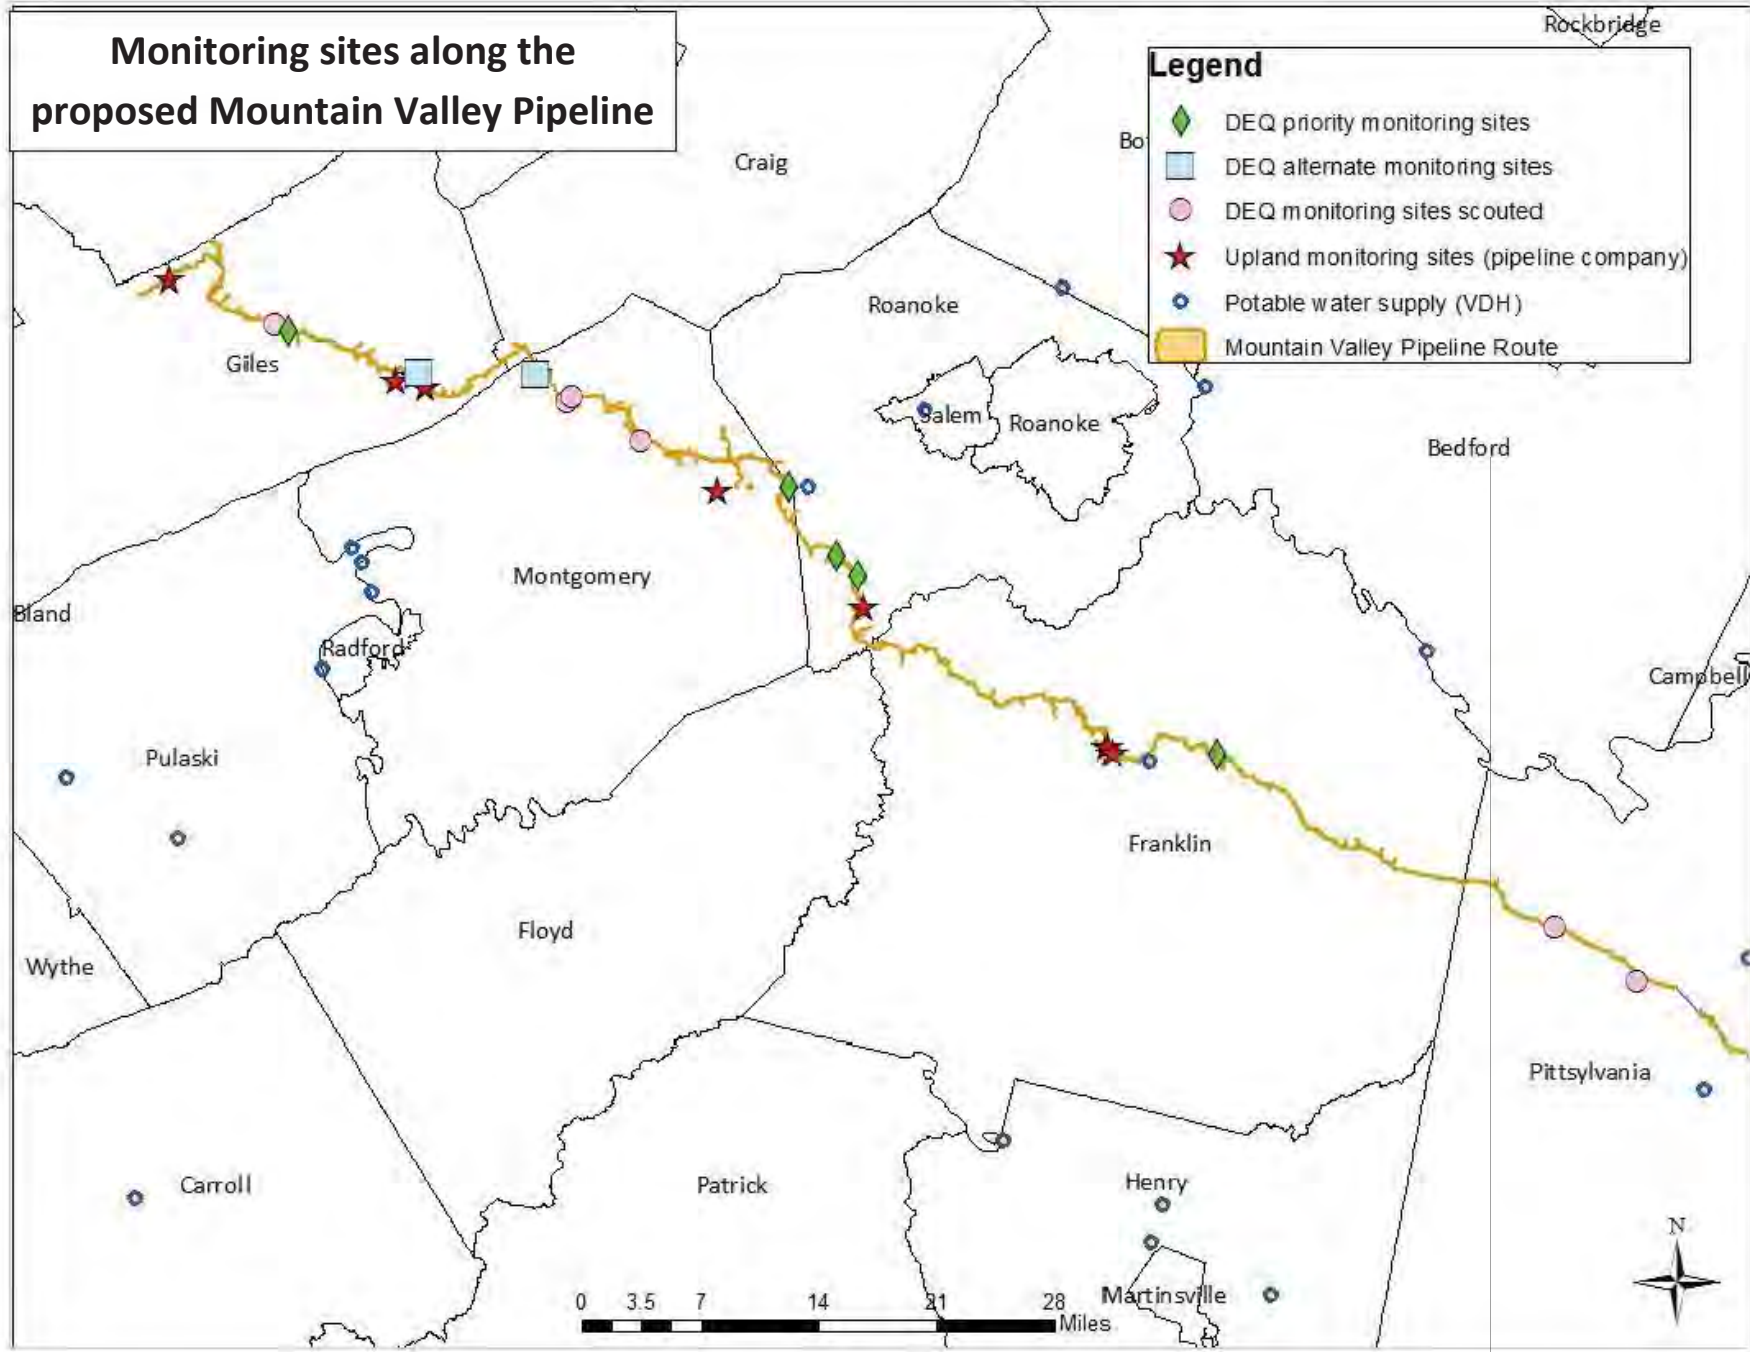 Monitoring sites along the
proposed Mountain Valley Pipeline
Rockbridge
Legend
DEQ priority monitoring sites
DEQ alternate monitoring sites
DEQ monitoring sites scouted
Upland monitoring sites (pipeline company)
Potable water supply (VDH)
Mountain Valley Pipeline Route
Bo
Craig
Roanoke
Giles
Salem
Roanoke
Bedford
Montgomery
Bland
Radford
Campbell
Pulaski
Franklin
Floyd
Wythe
Pittsylvania
Carroll
Patrick
Henry
Martinsville
N
0 3.5 7 14 21 28
Miles